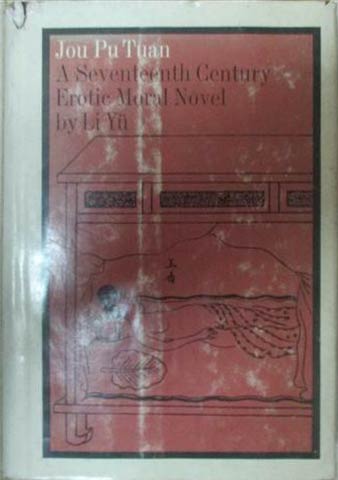 Jou Pu Tuan
A Seventeenth Century
Erotic Moral Novel
by Li Yü